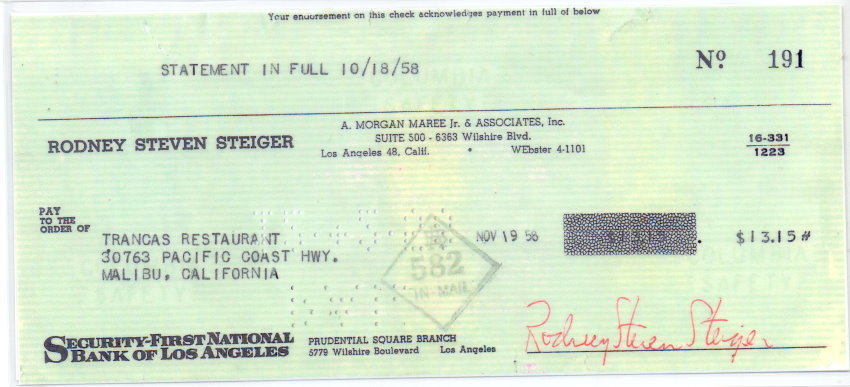 Your endorsement on this check acknowledges payment in full of below
STATEMENT IN FULL 10/18/58
No 191
A. MORGAN MAREE Jr. & ASSOCIATES, Inc.
RODNEY STEVEN STEIGER
SUITE 500 - 6363 Wilshire Blvd.
Los Angeles 48, Calif. • WEbster 4-1101
16-331
1223
PAY
TO THE
ORDER OF
TRANCAS RESTAURANT
30763 PACIFIC COAST HWY.
MALIBU, CALIFORNIA
NOV 19 58
$13.15#
582
IN MAIL
Rodney Steven Steiger
SECURITY-FIRST NATIONAL
BANK OF LOS ANGELES
PRUDENTIAL SQUARE BRANCH
5779 Wilshire Boulevard Los Angeles